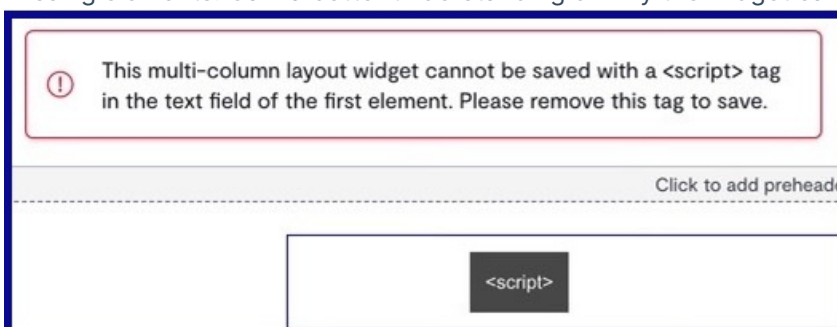 This multi-column layout widget cannot be saved with a <script> tag
in the text field of the first element. Please remove this tag to save.
Click to add preheade
<script>